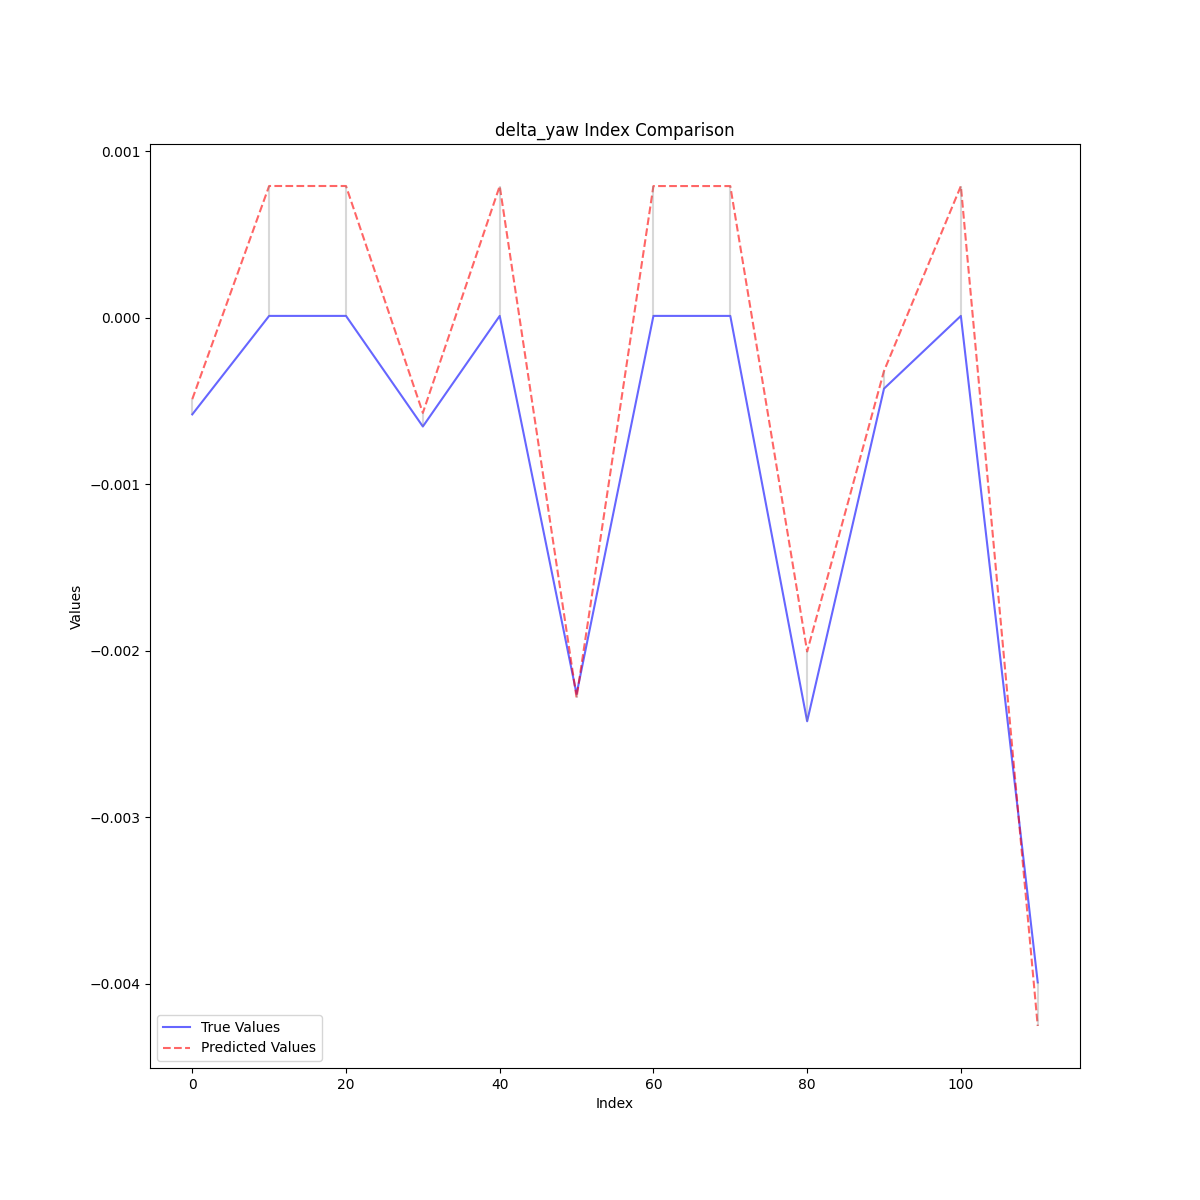 delta_yaw Index Comparison
0.001
0.000
−0.001
−0.002
−0.003
−0.004
Values
True Values
Predicted Values
0 20 40 60 80 100
Index